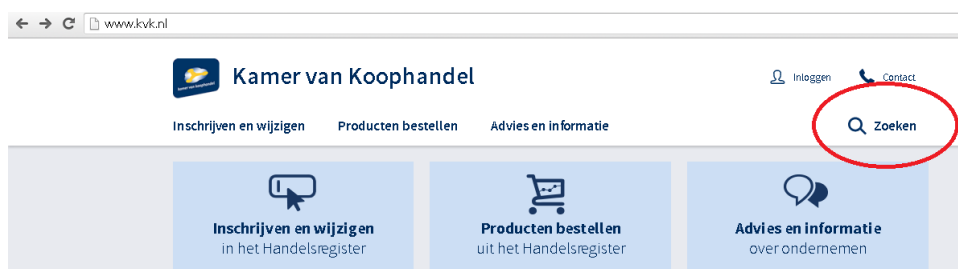 www.kvk.nl
Kamer van Koophandel
Inloggen
Contact
Inschrijven en wijzigen
Producten bestellen
Advies en informatie
Zoeken
Inschrijven en wijzigen
in het Handelsregister
Producten bestellen
uit het Handelsregister
Advies en informatie
over ondernemen